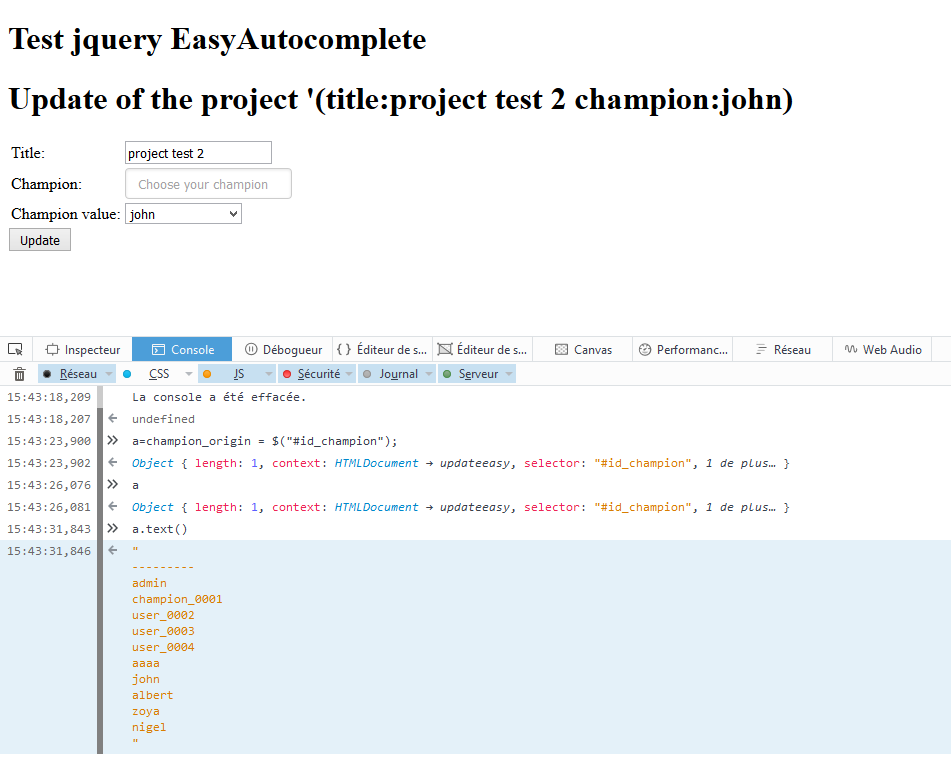 Test jquery EasyAutocomplete
Update of the project '(title:project test 2 champion:john)
Title: project test 2
Champion: Choose your champion
Champion value: john
Update
Inspecteur Console Débogueur { } Éditeur de s... Éditeur de s... Canvas Performanc... Réseau Web Audio
Réseau CSS JS Sécurité Journal Serveur
15:43:18,209 La console a été effacée.
15:43:18,207 undefined
15:43:23,900 a=champion_origin = $("#id_champion");
15:43:23,902 Object { length: 1, context: HTMLDocument → updateeasy, selector: "#id_champion", 1 de plus… }
15:43:26,076 a
15:43:26,081 Object { length: 1, context: HTMLDocument → updateeasy, selector: "#id_champion", 1 de plus… }
15:43:31,843 a.text()
15:43:31,846 "
---------
admin
champion_0001
user_0002
user_0003
user_0004
aaaa
john
albert
zoya
nigel
"